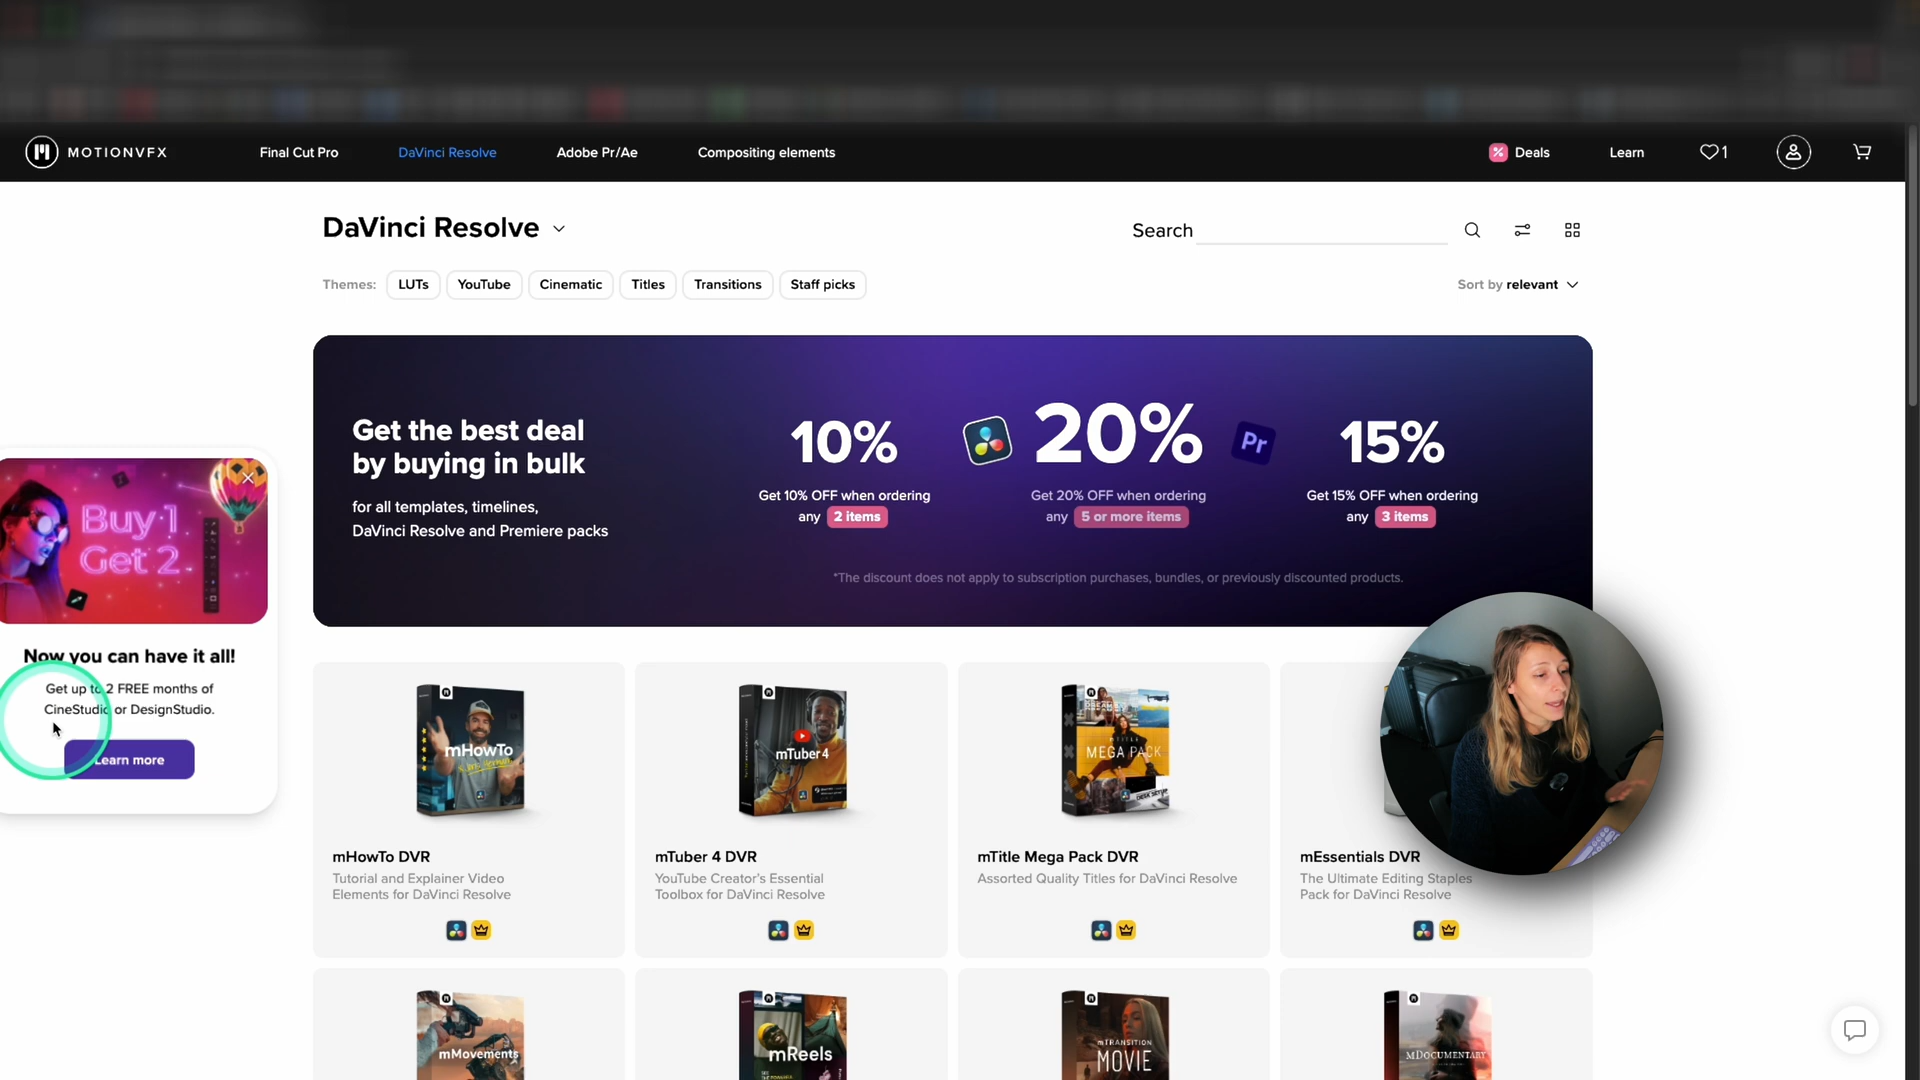 MOTIONVFX
Final Cut Pro
DaVinci Resolve
Adobe Pr/Ae
Compositing elements
Deals
Learn
1
DaVinci Resolve
Search
Themes:
LUTs
YouTube
Cinematic
Titles
Transitions
Staff picks
Sort by relevant
Get the best deal
by buying in bulk
for all templates, timelines,
DaVinci Resolve and Premiere packs
10%
Get 10% OFF when ordering
any 2 items
20%
Get 20% OFF when ordering
any 5 or more items
Pr
15%
Get 15% OFF when ordering
any 3 items
*The discount does not apply to subscription purchases, bundles, or previously discounted products.
Buy 1
Get 2
Now you can have it all!
Get up to 2 FREE months of
CineStudio or DesignStudio.
Learn more
mHowTo
mTuber 4
mTITLE
MEGA PACK
mHowTo DVR
Tutorial and Explainer Video
Elements for DaVinci Resolve
mTuber 4 DVR
YouTube Creator's Essential
Toolbox for DaVinci Resolve
mTitle Mega Pack DVR
Assorted Quality Titles for DaVinci Resolve
mEssentials DVR
The Ultimate Editing Staples
Pack for DaVinci Resolve
mMovements
mReels
mTRANSITION
MOVIE
mDOCUMENTARY